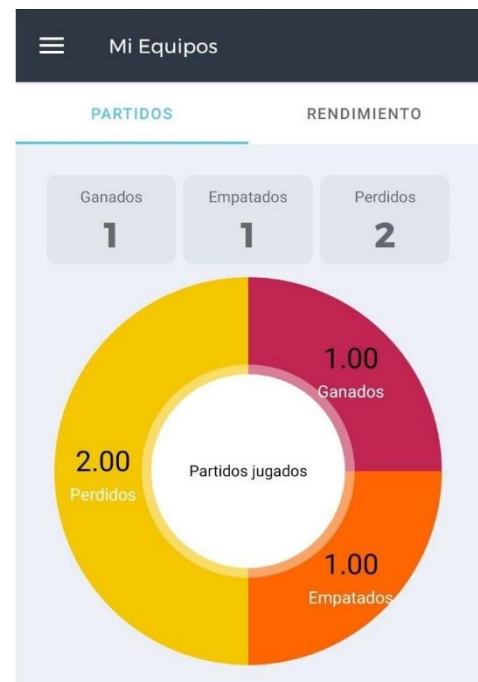 Mi Equipos
PARTIDOS RENDIMIENTO
Ganados Empatados Perdidos
1 1 2
1.00
Ganados
2.00
Perdidos
Partidos jugados
1.00
Empatados